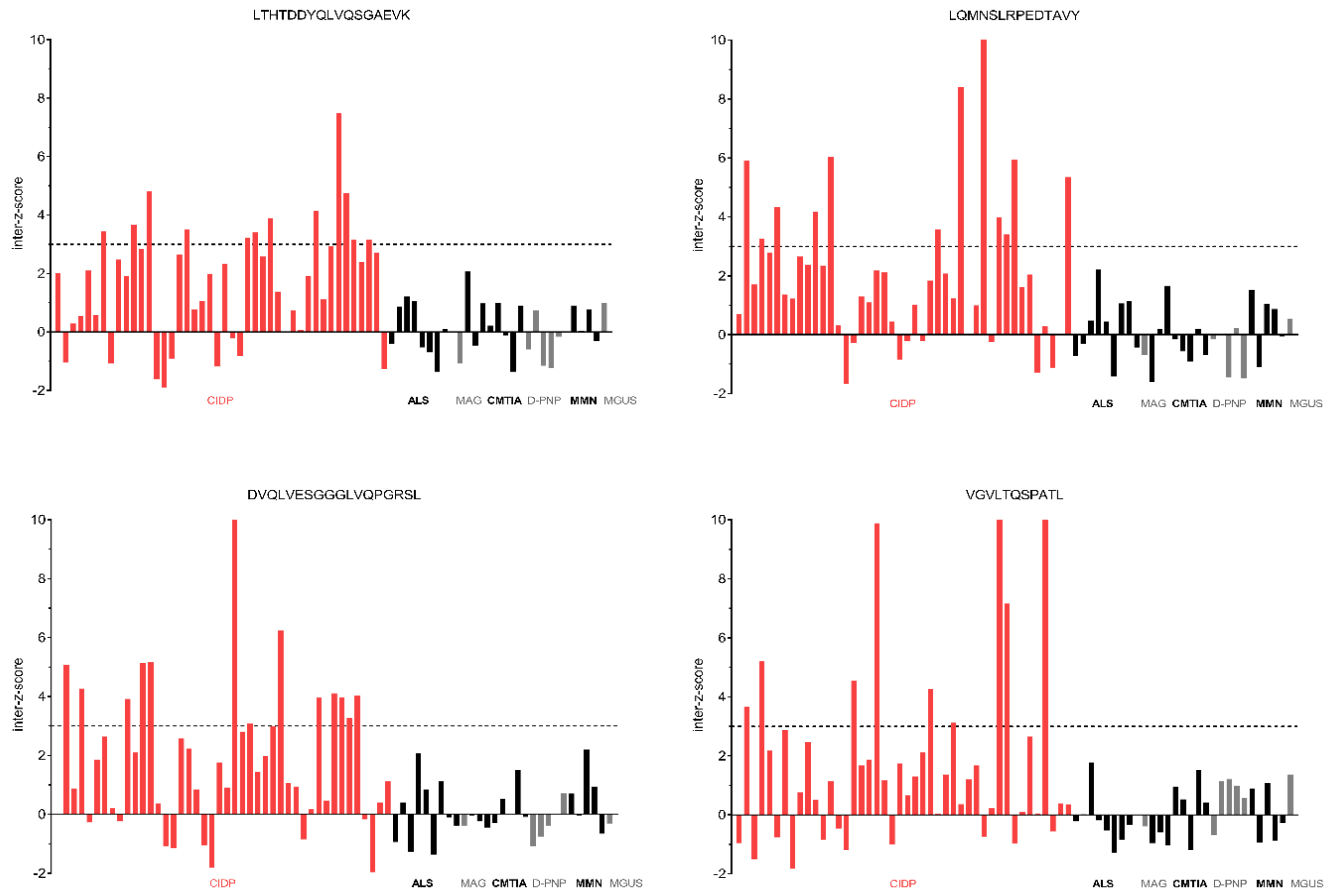 LTHTDDYQLVQSGAEVK
10
8
6
4
2
0
-2
inter-z-score
CIDP ALS MAG CMTIA D-PNP MMN MGUS
LQMNSLRPEDTAVY
10
8
6
4
2
0
-2
inter-z-score
CIDP ALS MAG CMTIA D-PNP MMN MGUS
DVQLVESGGGLVQPGRSL
10
8
6
4
2
0
-2
inter-z-score
CIDP ALS MAG CMTIA D-PNP MMN MGUS
VGVLTQSPATL
10
8
6
4
2
0
-2
inter-z-score
CIDP ALS MAG CMTIA D-PNP MMN MGUS